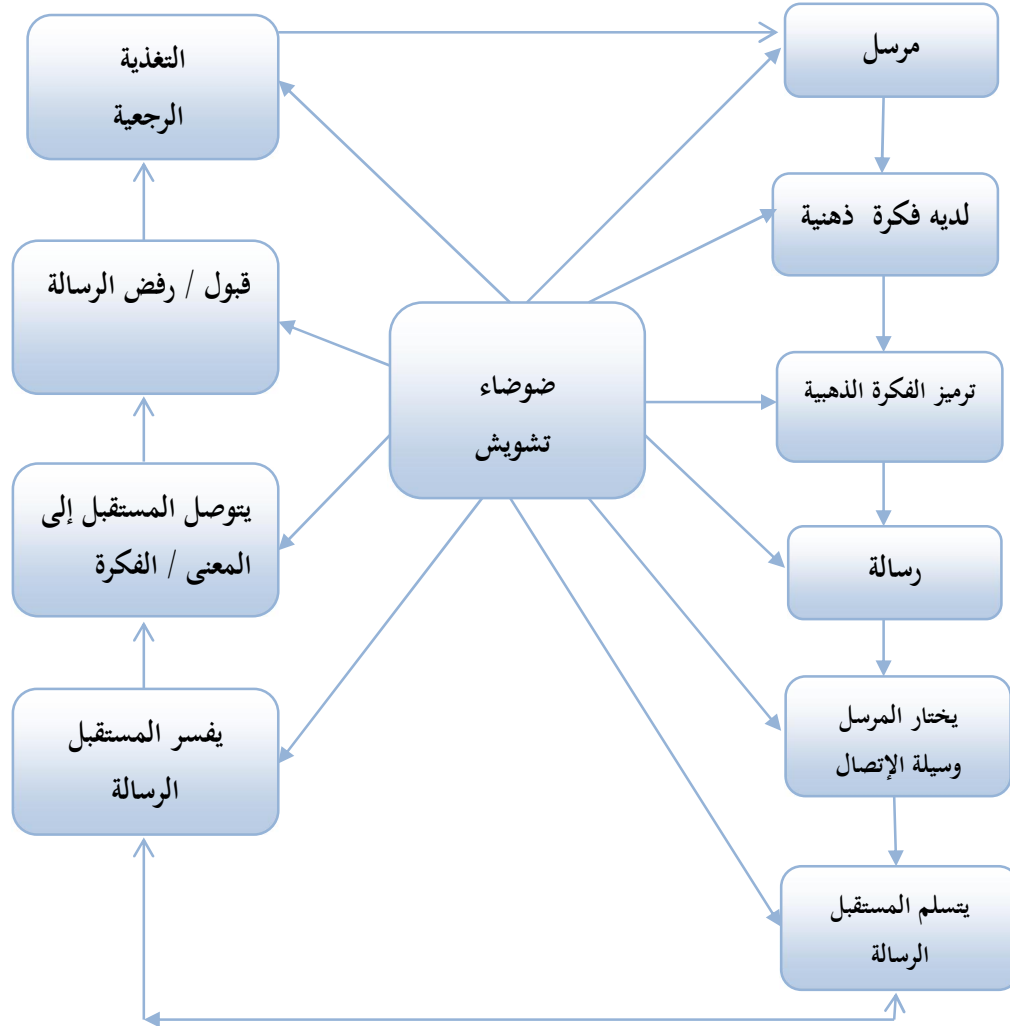 مرسل
لديه فكرة ذهنية
ترميز الفكرة الذهبية
رسالة
يختار المرسل
وسيلة الإتصال
يتسلم المستقبل
الرسالة
يفسر المستقبل
الرسالة
يتوصل المستقبل إلى
المعنى / الفكرة
قبول / رفض الرسالة
التغذية
الرجعية
ضوضاء
تشويش